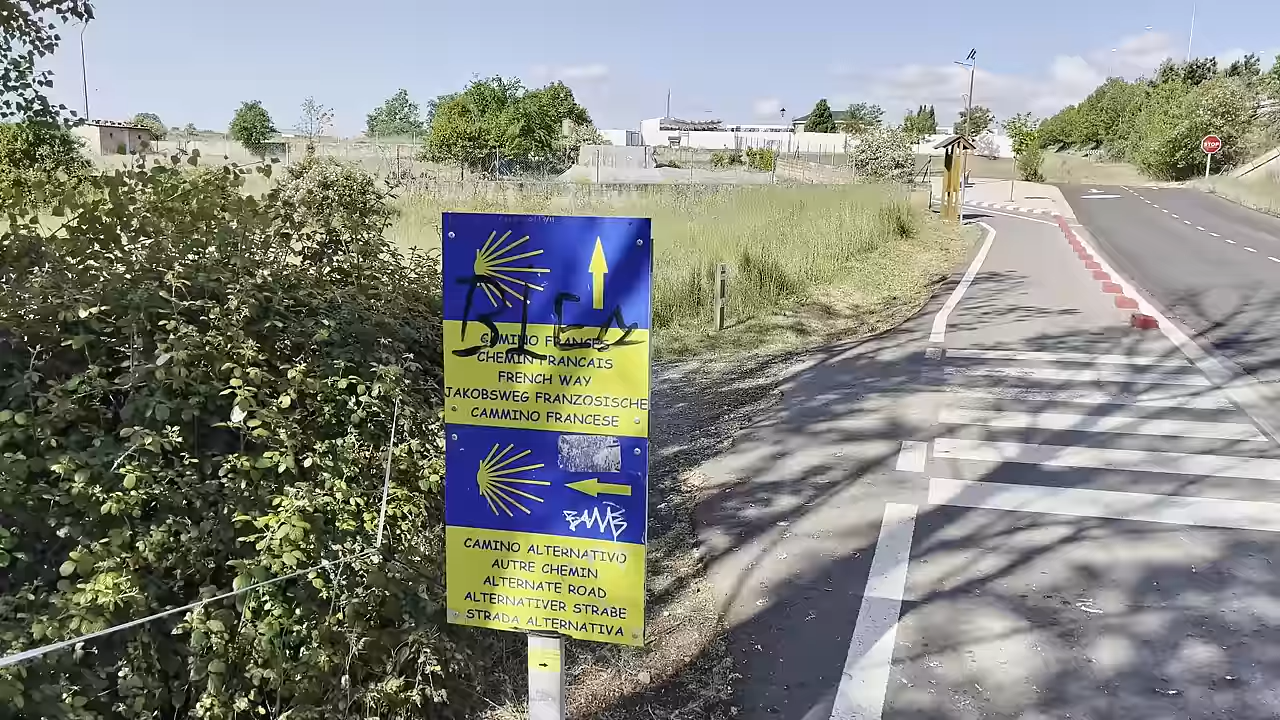 CAMINO FRANCES
CHEMIN FRANCAIS
FRENCH WAY
JAKOBSWEG FRANZOSISCHE
CAMMINO FRANCESE
CAMINO ALTERNATIVO
AUTRE CHEMIN
ALTERNATE ROAD
ALTERNATIVER STRABE
STRADA ALTERNATIVA
STOP